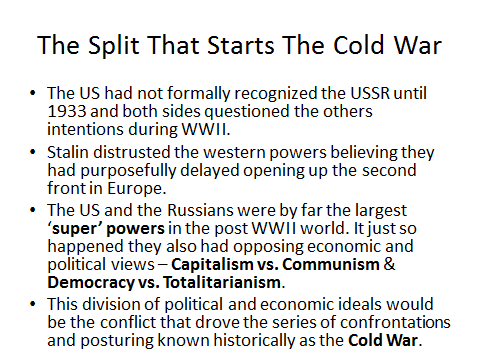 The Split That Starts The Cold War
• The US had not formally recognized the USSR until
1933 and both sides questioned the others
intentions during WWII.
• Stalin distrusted the western powers believing they
had purposefully delayed opening up the second
front in Europe.
• The US and the Russians were by far the largest
‘super’ powers in the post WWII world. It just so
happened they also had opposing economic and
political views – Capitalism vs. Communism &
Democracy vs. Totalitarianism.
• This division of political and economic ideals would
be the conflict that drove the series of confrontations
and posturing known historically as the Cold War.